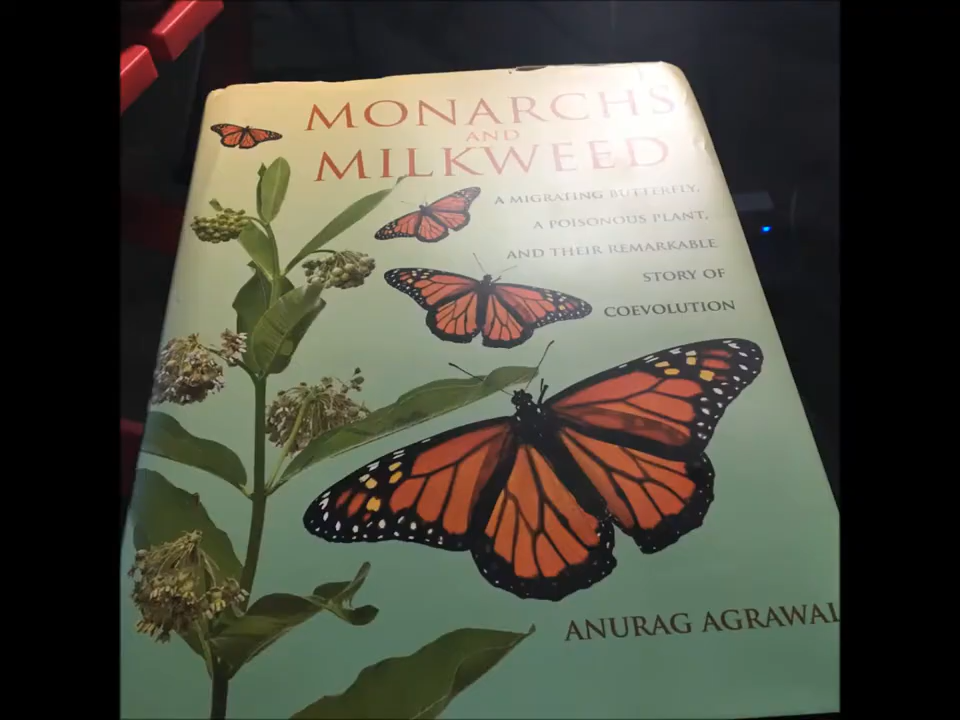 MONARCHS
AND
MILKWEED
A MIGRATING BUTTERFLY,
A POISONOUS PLANT,
AND THEIR REMARKABLE
STORY OF
COEVOLUTION
ANURAG AGRAWAL